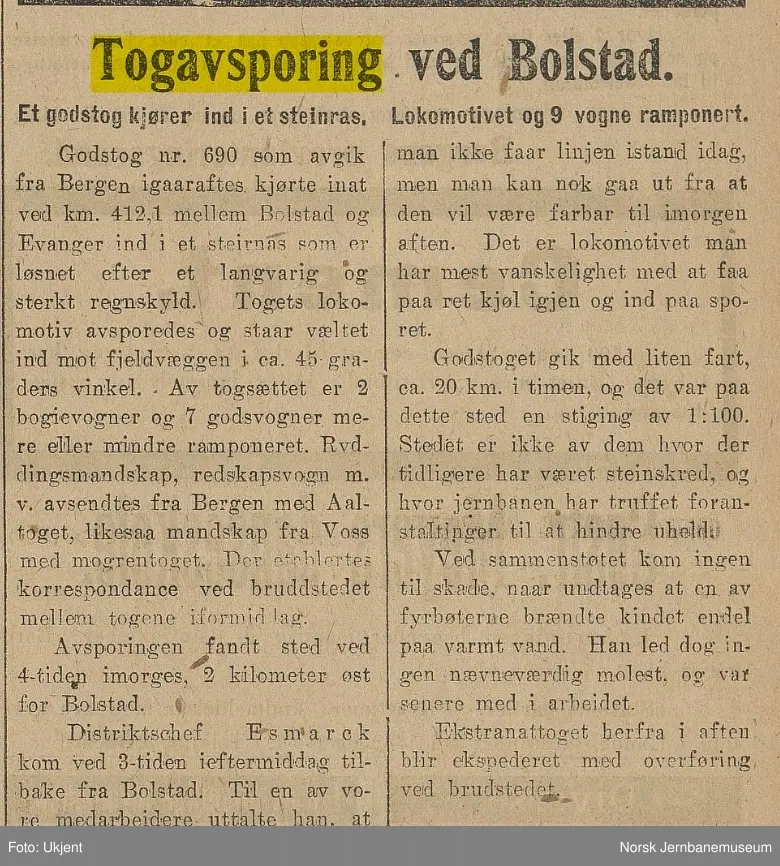 Togavsporing ved Bolstad.
Et godstog kjører ind i et steinras. Lokomotivet og 9 vogne ramponert.
Godstog nr. 690 som avgik
fra Bergen igaaraftes kjørte inat
ved km. 412,1 mellem Bolstad og
Evanger ind i et steirnas som er
løsnet efter et langvarig og
sterkt regnskyld. Togets loko-
motiv avsporedes og staar væltet
ind mot fjeldvæggen i ca. 45 gra-
ders vinkel. Av togsættet er 2
bogievogner og 7 godsvogner me-
re eller mindre ramponeret. Rvd-
dingsmandskap, redskapsvogn m.
v. avsendtes fra Bergen med Aal-
toget, likesaa mandskap fra Voss
med mogrentoget. Der etablertes
korrespondance ved bruddstedet
mellem togene iformiddag.
Avsporingen fandt sted ved
4-tiden imorges, 2 kilometer øst
for Bolstad.
Distriktschef Esmarck
kom ved 3-tiden ieftermiddag til-
bake fra Bolstad. Til en av vo-
re medarbeidere uttalte han, at
man ikke faar linjen istand idag,
men man kan nok gaa ut fra at
den vil være farbar til imorgen
aften. Det er lokomotivet man
har mest vanskelighet med at faa
paa ret kjøl igjen og ind paa spo-
ret.
Godstoget gik med liten fart,
ca. 20 km. i timen, og det var paa
dette sted en stiging av 1:100.
Stedet er ikke av dem hvor der
tidligere har været steinskred, og
hvor jernbanen har truffet foran-
staltinger til at hindre uheld.
Ved sammenstøtet kom ingen
til skade, naar undtages at en av
fyrbøterne brændte kindet endel
paa varmt vand. Han led dog in-
gen nævneværdig molest, og var
senere med i arbeidet.
Ekstranattoget herfra i aften
blir ekspederet med overføring
ved brudstedet.
Foto: Ukjent
Norsk Jernbanemuseum